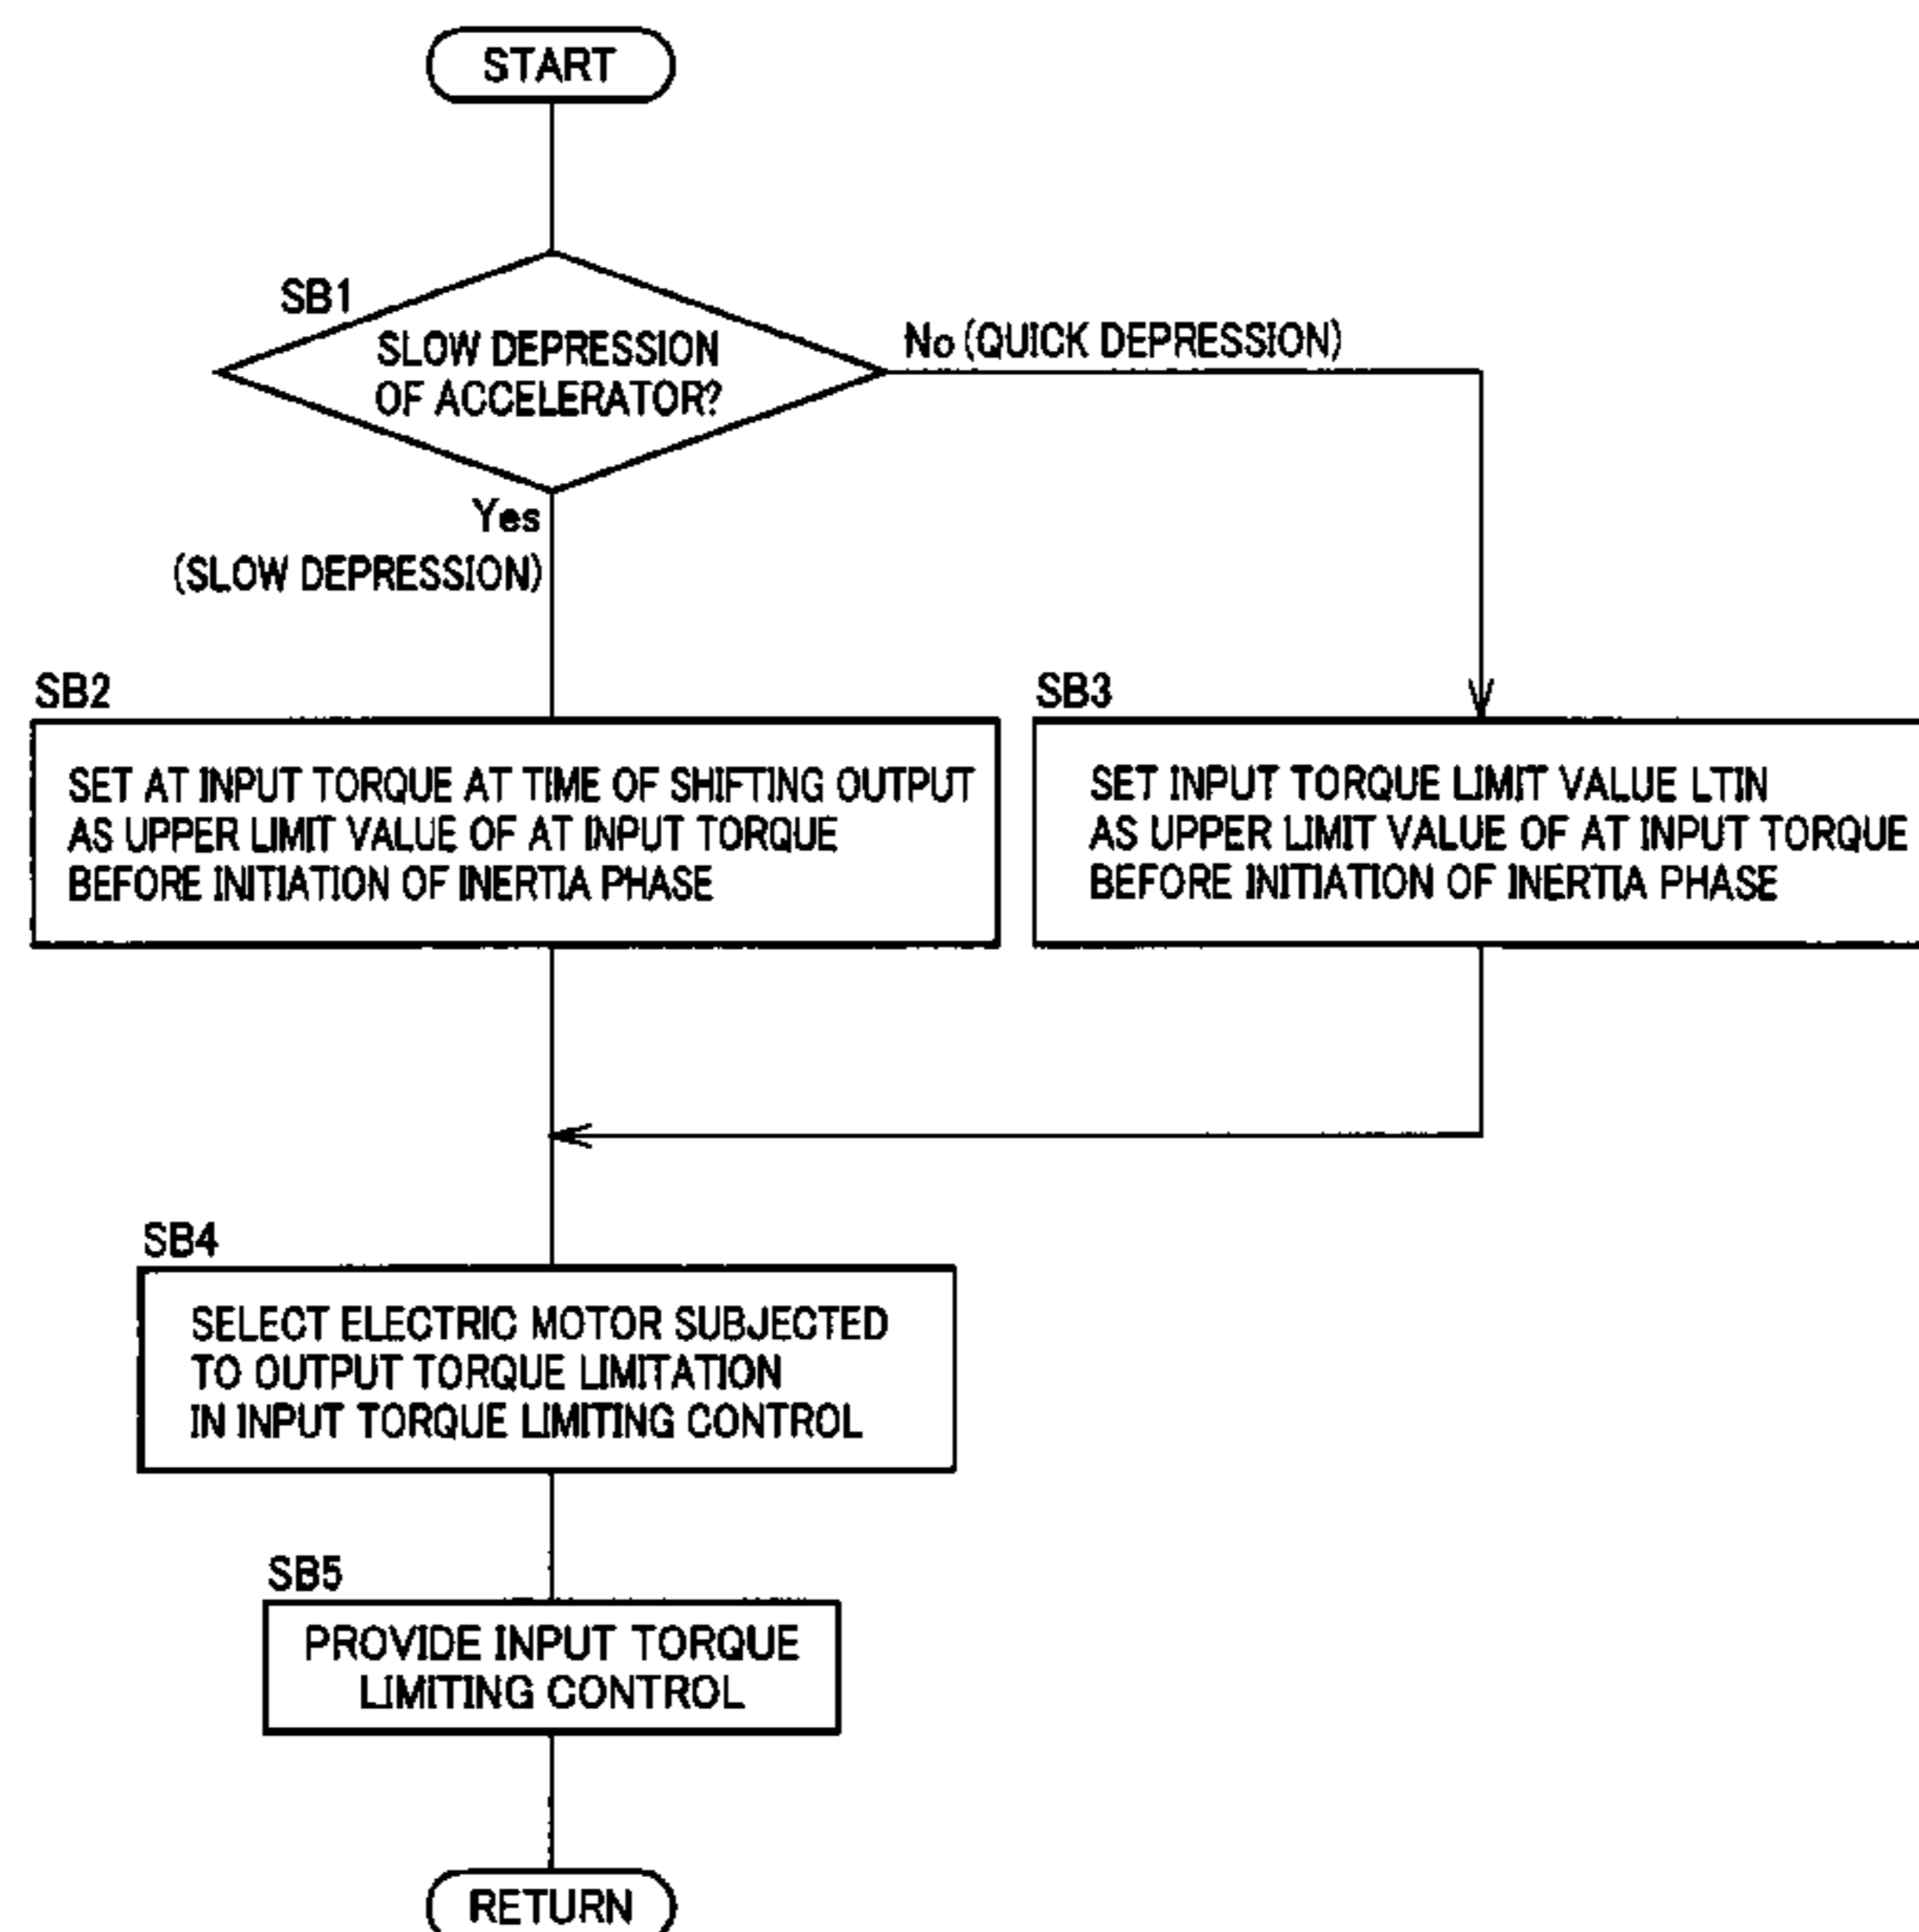 START
SB1
SLOW DEPRESSION
OF ACCELERATOR?
No (QUICK DEPRESSION)
Yes
(SLOW DEPRESSION)
SB2
SET AT INPUT TORQUE AT TIME OF SHIFTING OUTPUT
AS UPPER LIMIT VALUE OF AT INPUT TORQUE
BEFORE INITIATION OF INERTIA PHASE
SB3
SET INPUT TORQUE LIMIT VALUE LTIN
AS UPPER LIMIT VALUE OF AT INPUT TORQUE
BEFORE INITIATION OF INERTIA PHASE
SB4
SELECT ELECTRIC MOTOR SUBJECTED
TO OUTPUT TORQUE LIMITATION
IN INPUT TORQUE LIMITING CONTROL
SB5
PROVIDE INPUT TORQUE
LIMITING CONTROL
RETURN